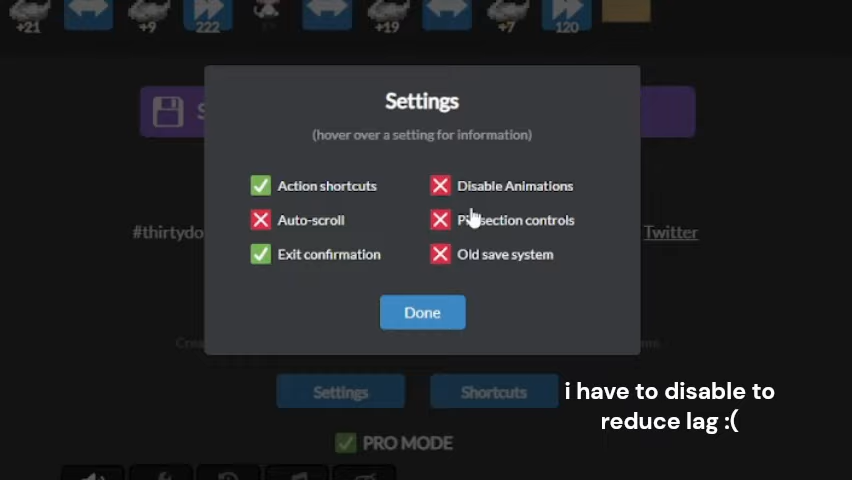 +21
+9
222
+19
+7
120
Settings
(hover over a setting for information)
Action shortcuts
Disable Animations
Auto-scroll
section controls
Exit confirmation
Old save system
Done
#thirtydo
Twitter
Settings
Shortcuts
PRO MODE
i have to disable to
reduce lag :(